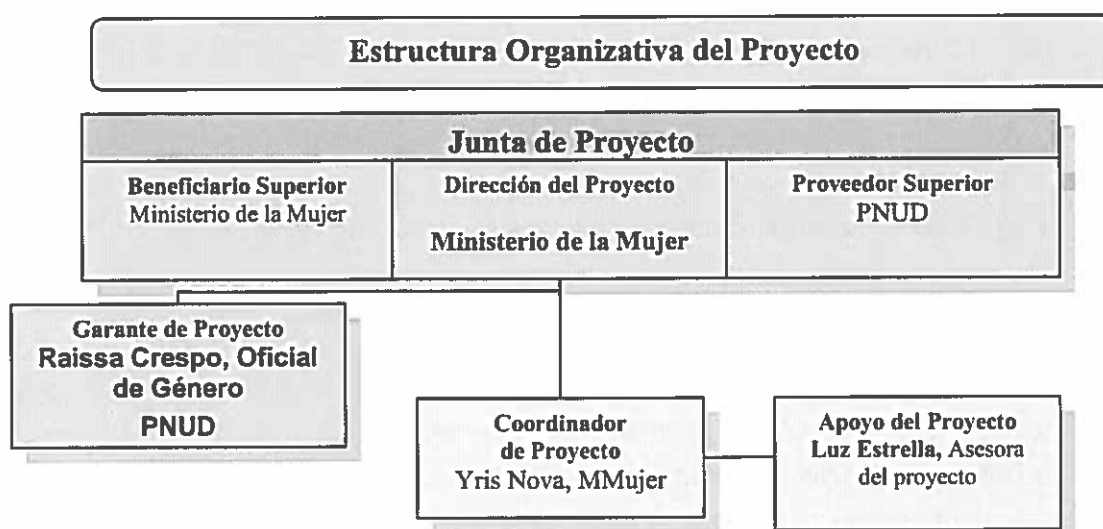 Estructura Organizativa del Proyecto
Junta de Proyecto
Beneficiario Superior
Ministerio de la Mujer
Dirección del Proyecto
Ministerio de la Mujer
Proveedor Superior
PNUD
Garante de Proyecto
Raissa Crespo, Oficial
de Género
PNUD
Coordinador
de Proyecto
Yris Nova, MMujer
Apoyo del Proyecto
Luz Estrella, Asesora
del proyecto